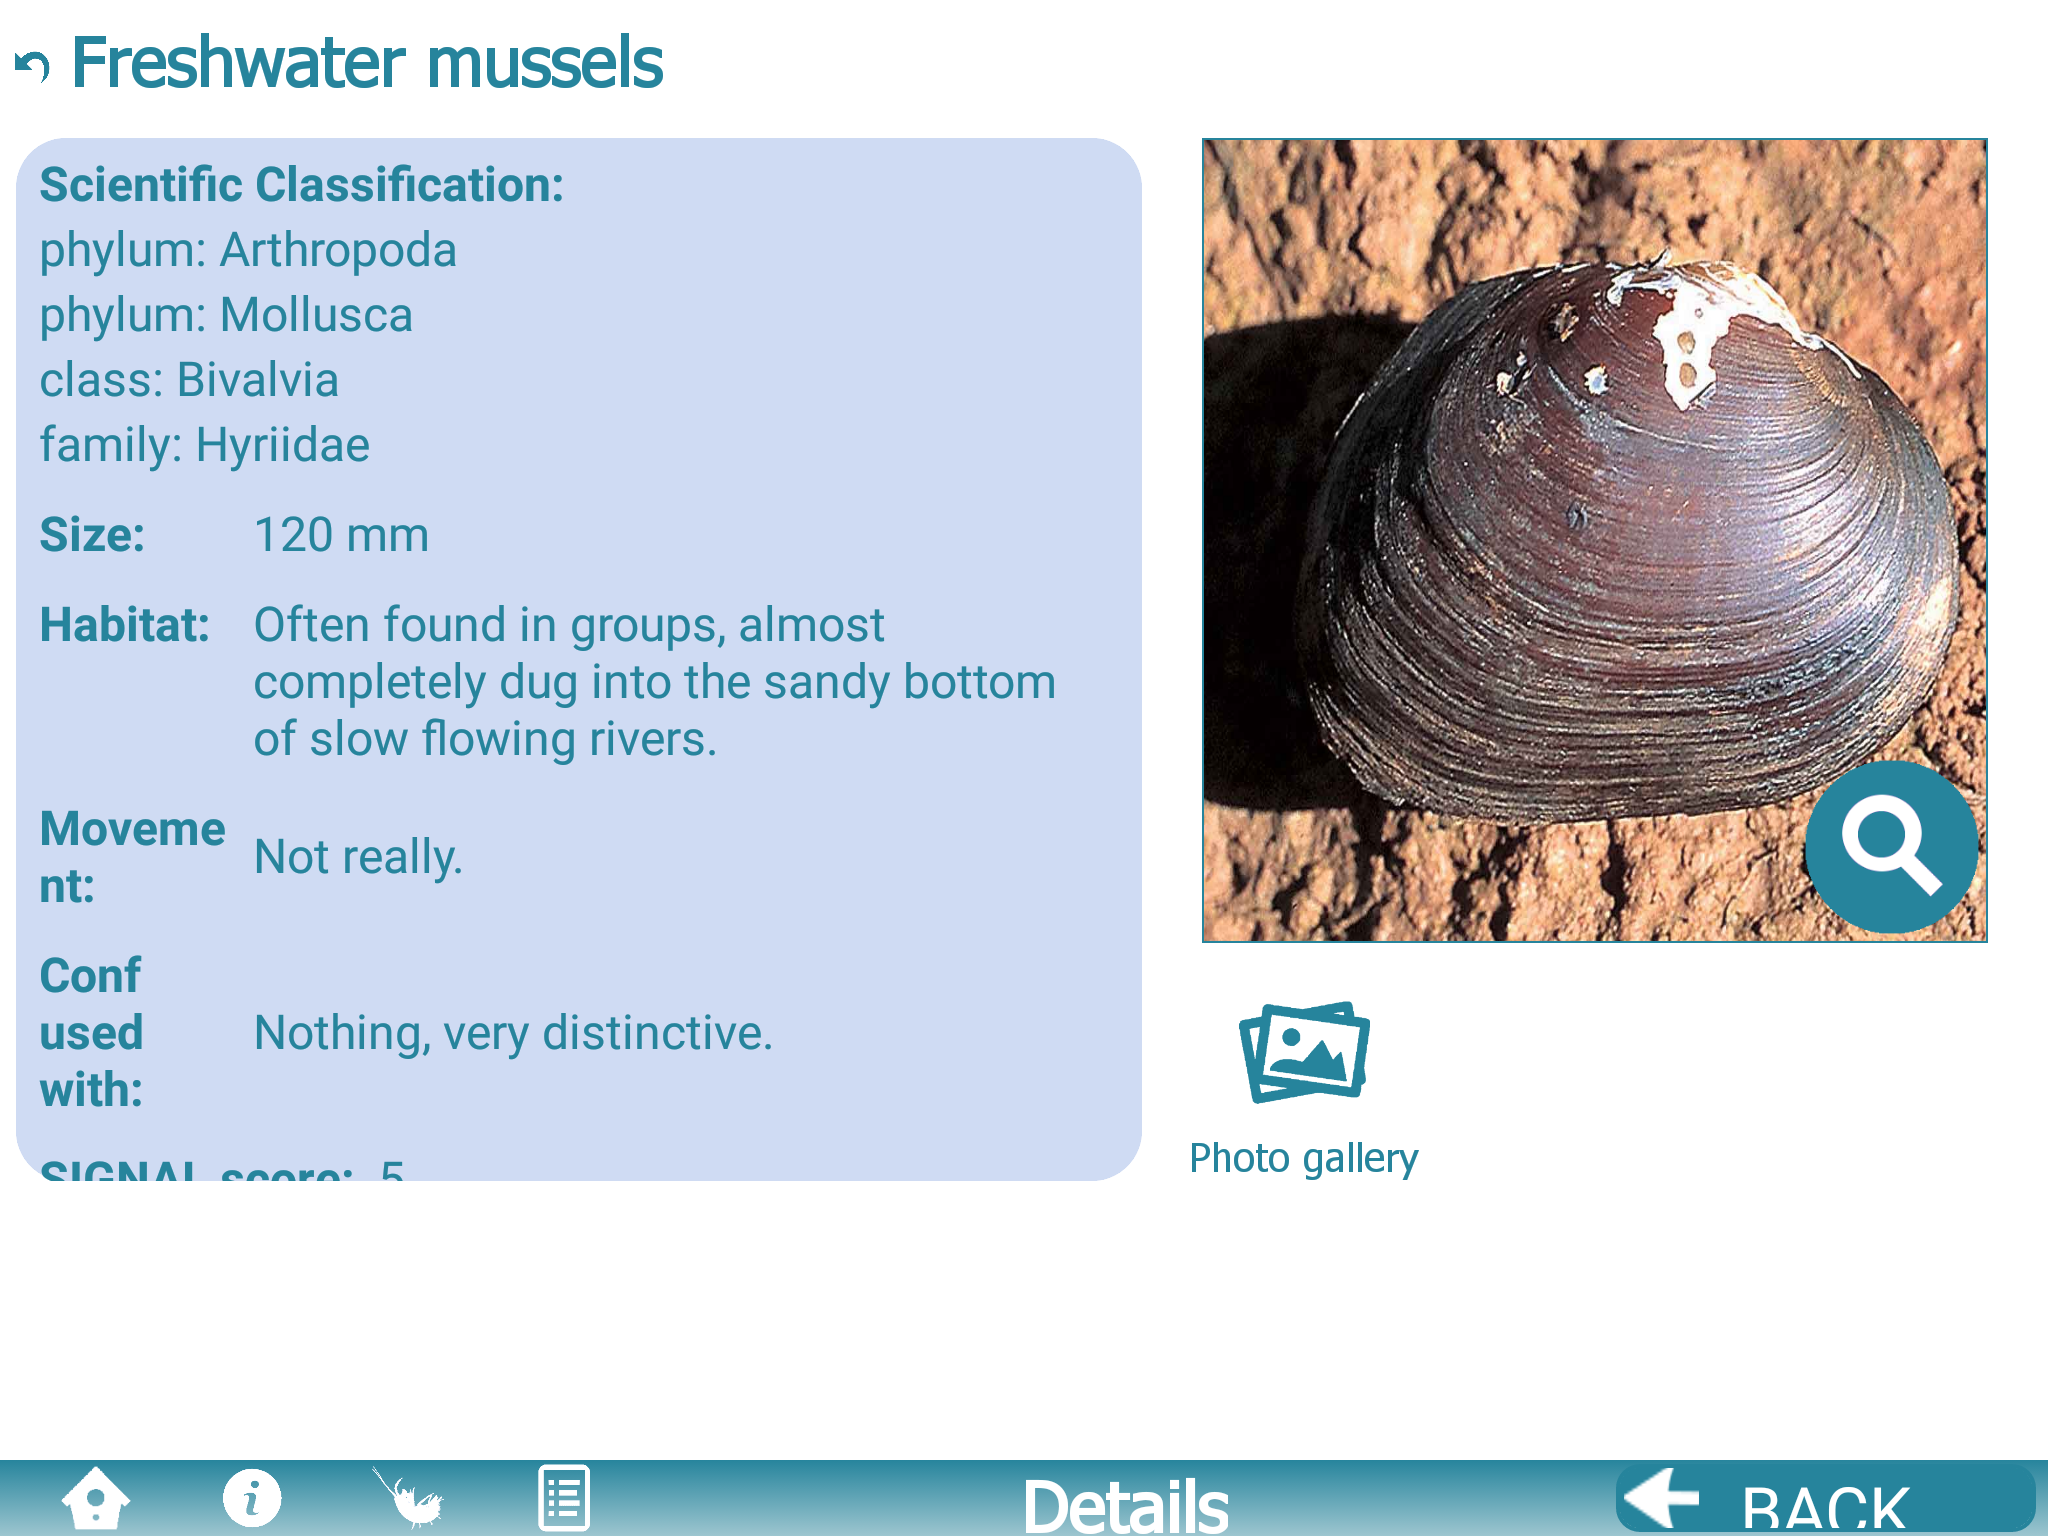 Freshwater mussels
Scientific Classification:
phylum: Arthropoda
phylum: Mollusca
class: Bivalvia
family: Hyriidae
Size: 120 mm
Habitat: Often found in groups, almost
completely dug into the sandy bottom
of slow flowing rivers.
Moveme
nt:
Not really.
Conf
used
with:
Nothing, very distinctive.
SIGNAL score: 5
Photo gallery
Details
BACK